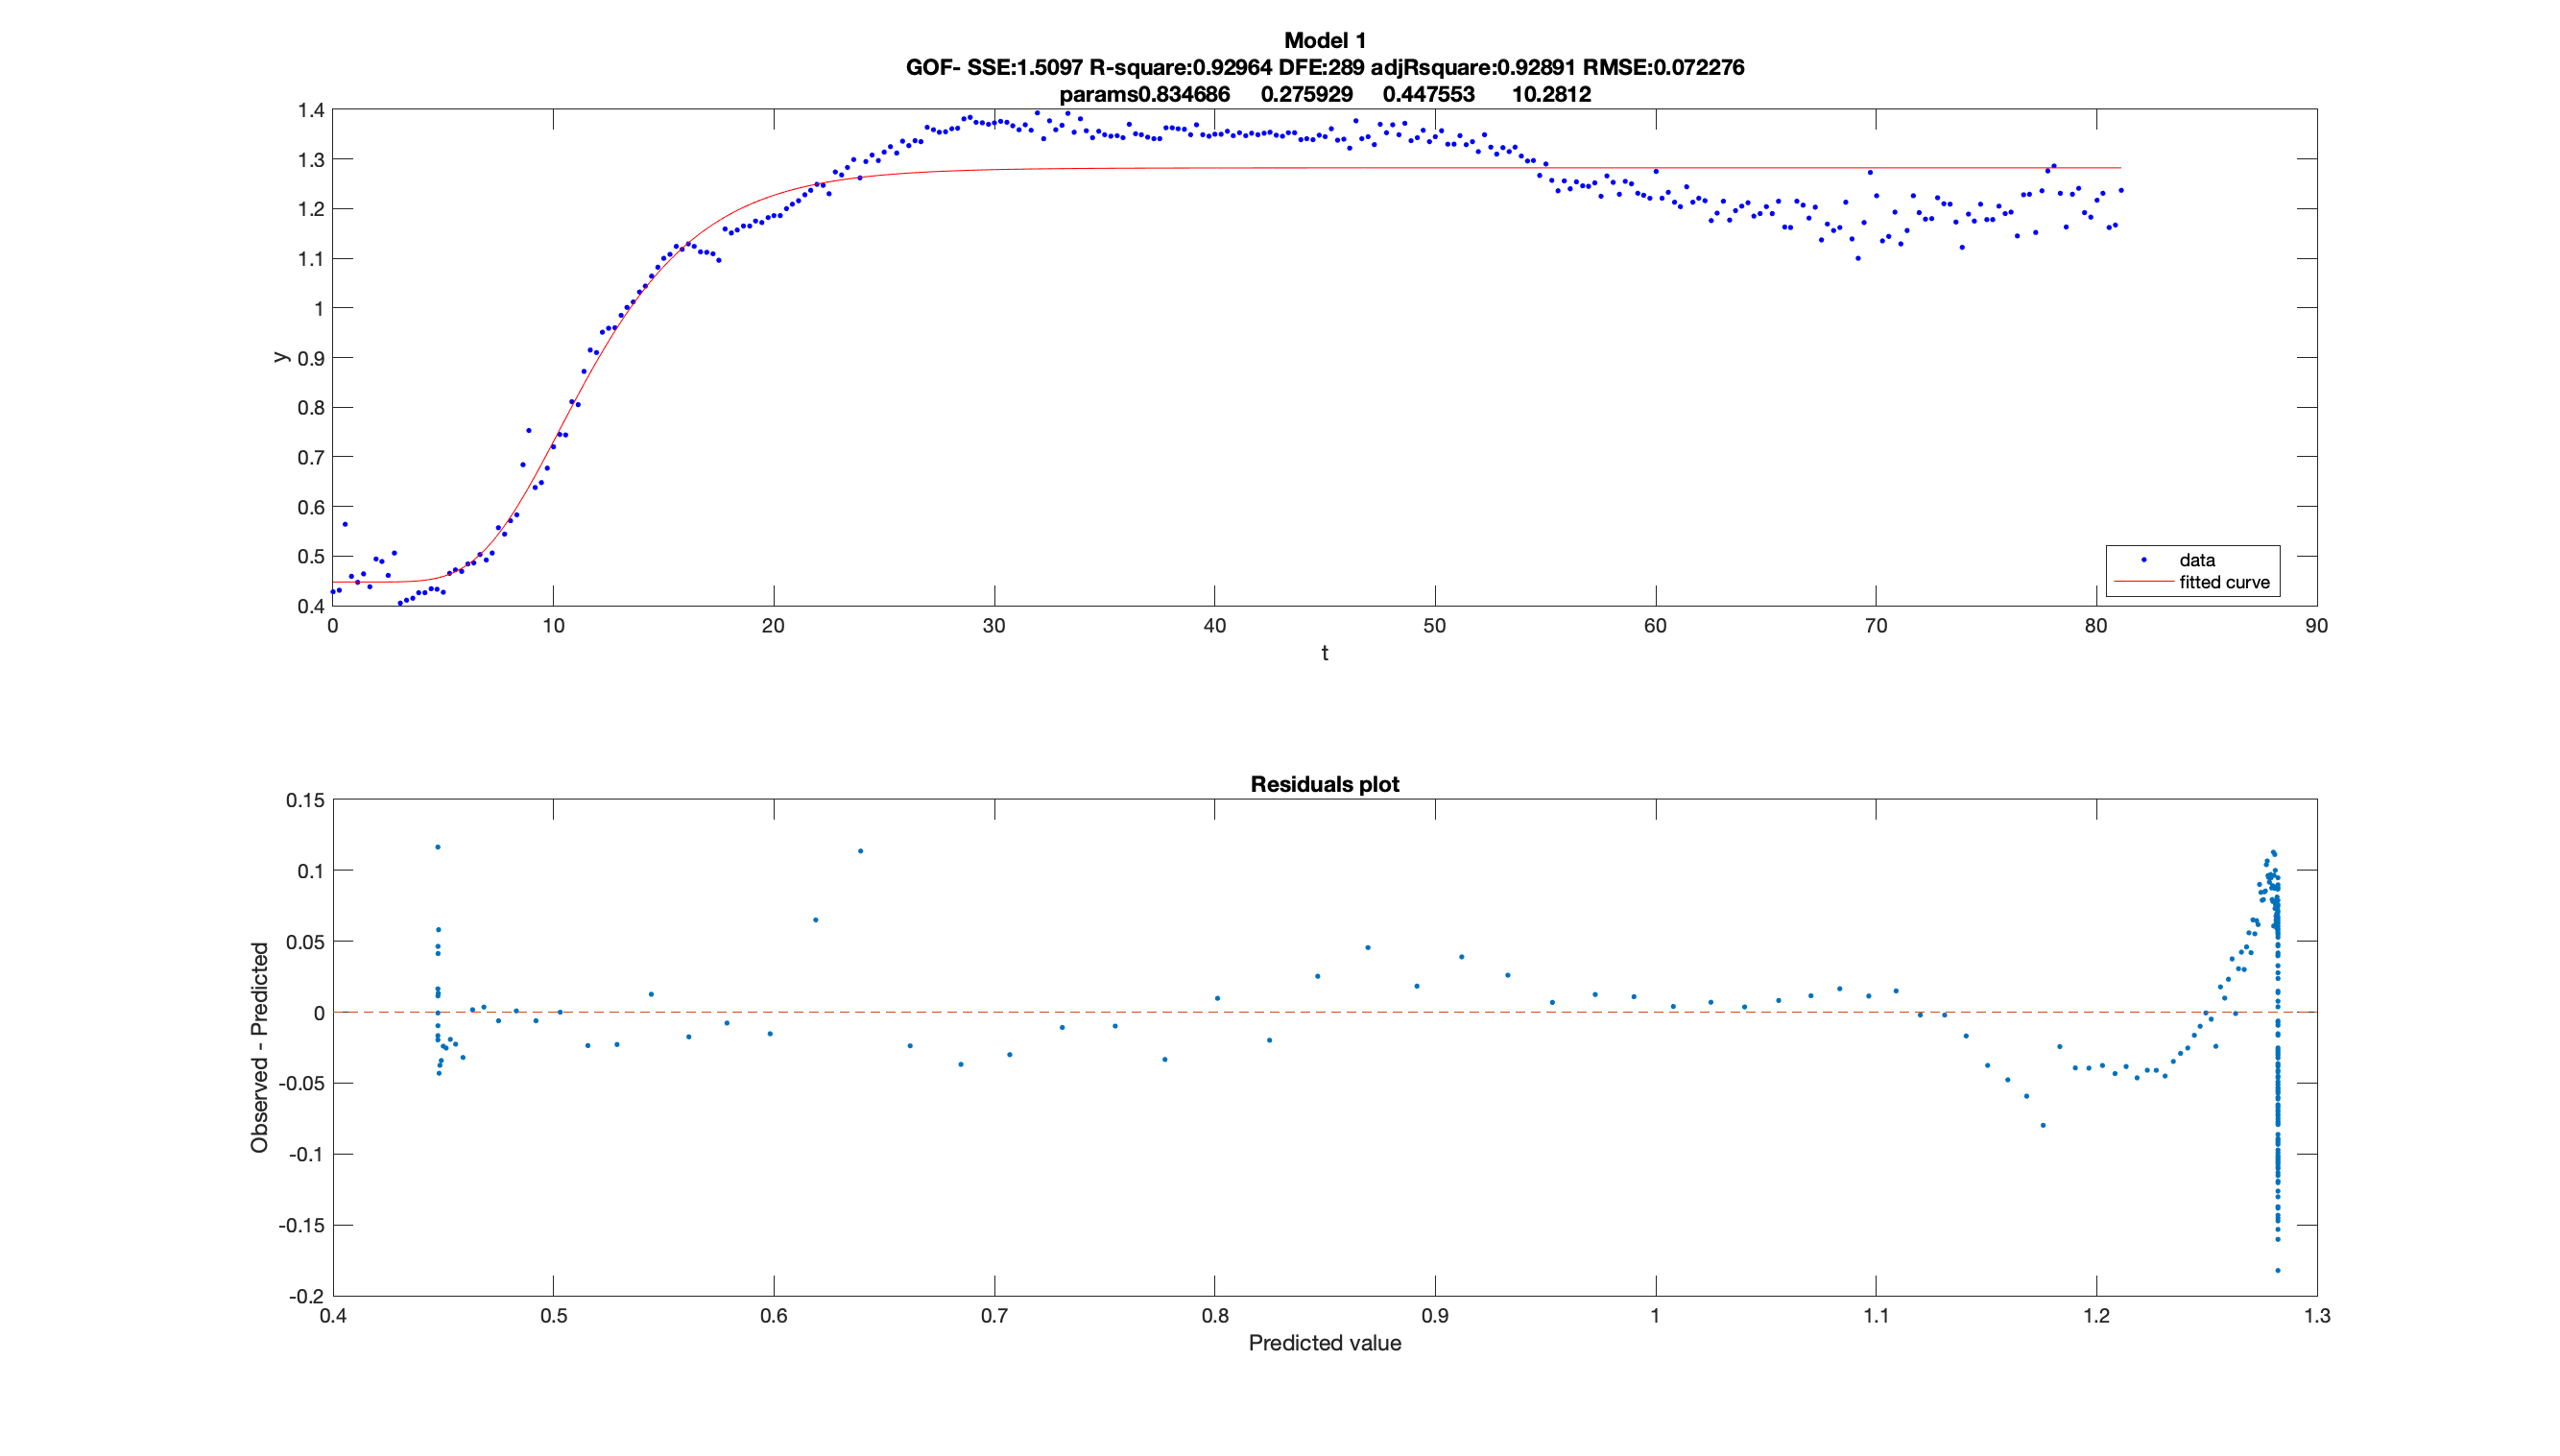 Model 1
GOF- SSE:1.5097 R-square:0.92964 DFE:289 adjRsquare:0.92891 RMSE:0.072276
params0.834686 0.275929 0.447553 10.2812
1.4
1.3
1.2
1.1
1
0.9
0.8
0.7
0.6
0.5
0.4
y
data
fitted curve
0 10 20 30 40 50 60 70 80 90
t
Residuals plot
0.15
0.1
0.05
0
-0.05
-0.1
-0.15
-0.2
Observed - Predicted
0.4 0.5 0.6 0.7 0.8 0.9 1 1.1 1.2 1.3
Predicted value